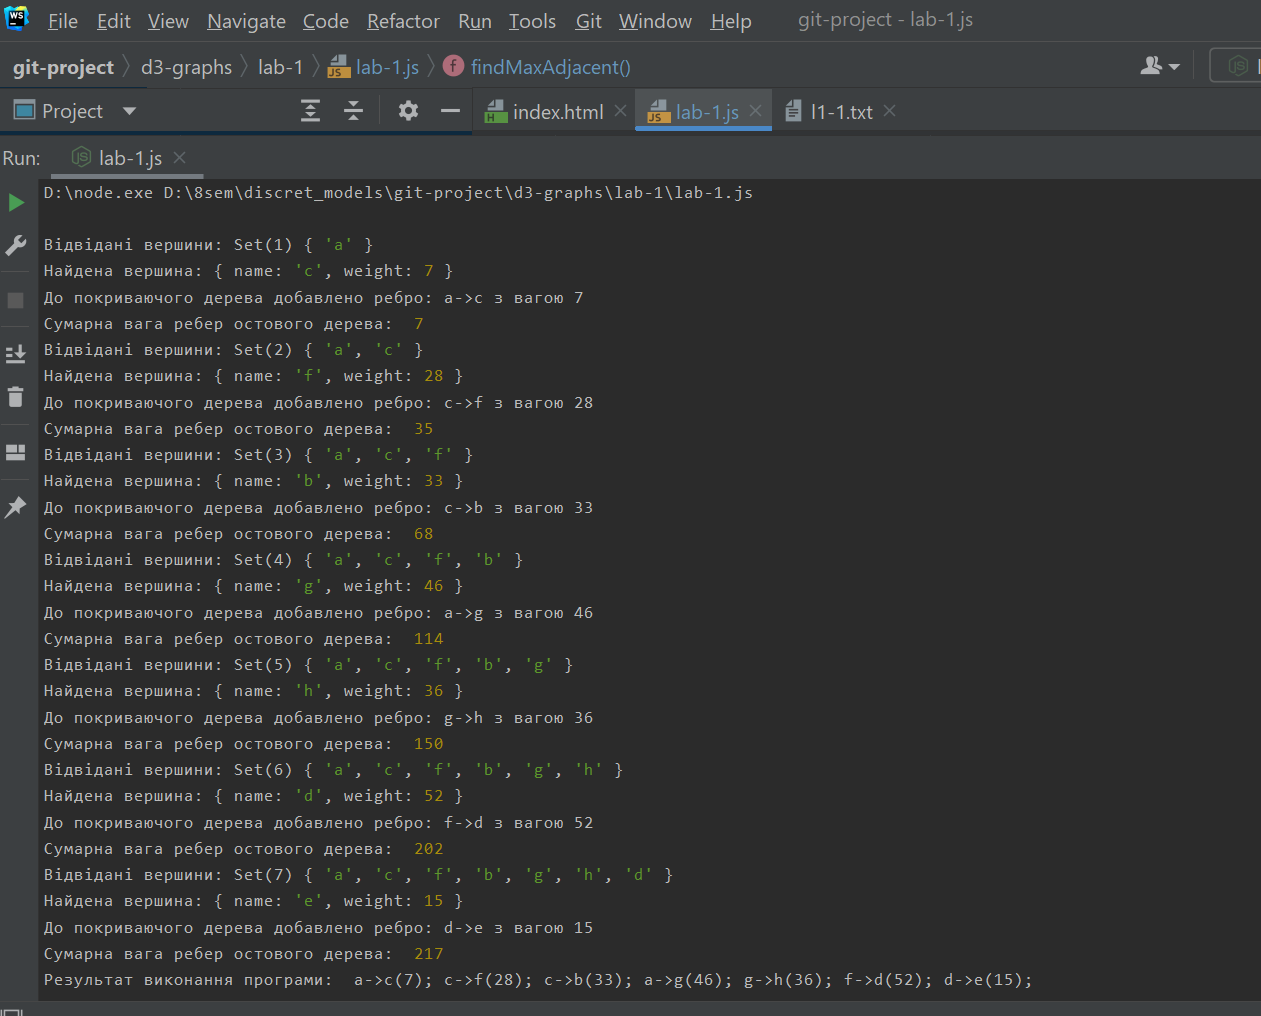 WS File Edit View Navigate Code Refactor Run Tools Git Window Help git-project - lab-1.js
git-project d3-graphs lab-1 JS lab-1.js f findMaxAdjacent()
Project H index.html JS lab-1.js l1-1.txt
Run: lab-1.js
D:\node.exe D:\8sem\discret_models\git-project\d3-graphs\lab-1\lab-1.js
Відвідані вершини: Set(1) { 'a' }
Найдена вершина: { name: 'c', weight: 7 }
До покриваючого дерева добавлено ребро: a->c з вагою 7
Сумарна вага ребер остового дерева:  7
Відвідані вершини: Set(2) { 'a', 'c' }
Найдена вершина: { name: 'f', weight: 28 }
До покриваючого дерева добавлено ребро: c->f з вагою 28
Сумарна вага ребер остового дерева:  35
Відвідані вершини: Set(3) { 'a', 'c', 'f' }
Найдена вершина: { name: 'b', weight: 33 }
До покриваючого дерева добавлено ребро: c->b з вагою 33
Сумарна вага ребер остового дерева:  68
Відвідані вершини: Set(4) { 'a', 'c', 'f', 'b' }
Найдена вершина: { name: 'g', weight: 46 }
До покриваючого дерева добавлено ребро: a->g з вагою 46
Сумарна вага ребер остового дерева:  114
Відвідані вершини: Set(5) { 'a', 'c', 'f', 'b', 'g' }
Найдена вершина: { name: 'h', weight: 36 }
До покриваючого дерева добавлено ребро: g->h з вагою 36
Сумарна вага ребер остового дерева:  150
Відвідані вершини: Set(6) { 'a', 'c', 'f', 'b', 'g', 'h' }
Найдена вершина: { name: 'd', weight: 52 }
До покриваючого дерева добавлено ребро: f->d з вагою 52
Сумарна вага ребер остового дерева:  202
Відвідані вершини: Set(7) { 'a', 'c', 'f', 'b', 'g', 'h', 'd' }
Найдена вершина: { name: 'e', weight: 15 }
До покриваючого дерева добавлено ребро: d->e з вагою 15
Сумарна вага ребер остового дерева:  217
Результат виконання програми:  a->c(7); c->f(28); c->b(33); a->g(46); g->h(36); f->d(52); d->e(15);